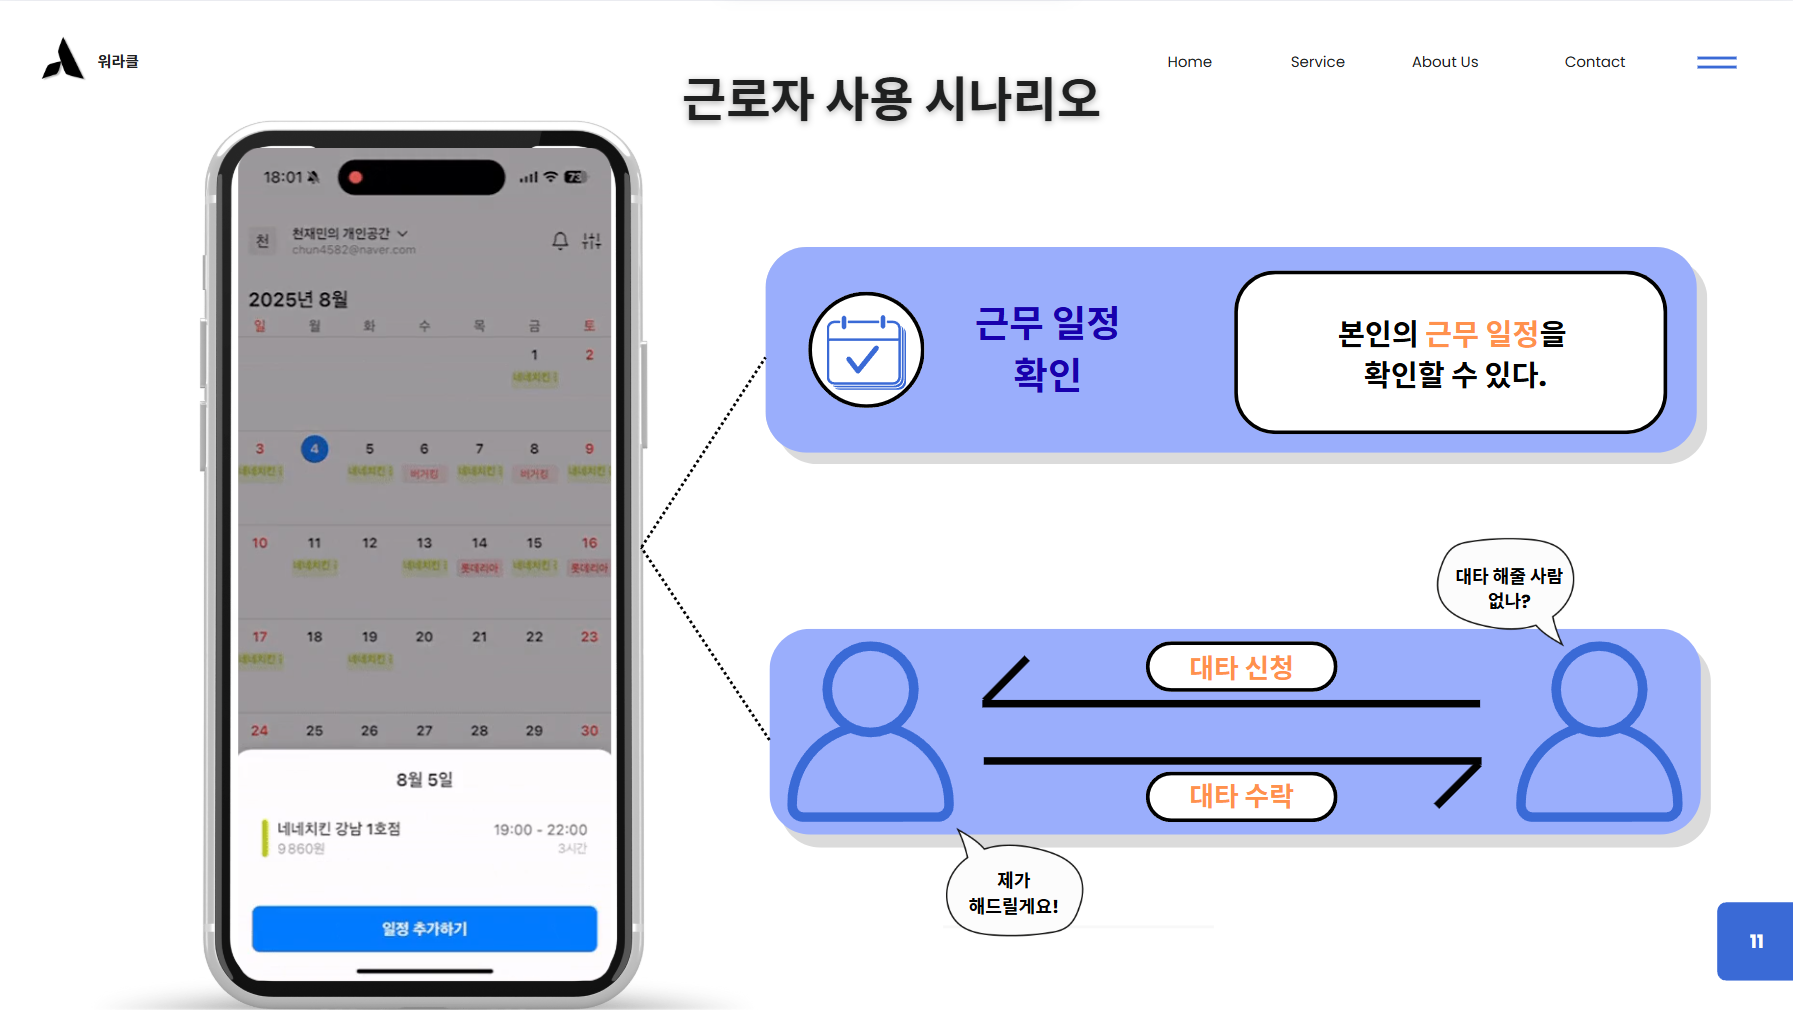 워라클
Home Service About Us Contact
근로자 사용 시나리오
18:01 73
천 천재민의 개인공간
chun4582@naver.com
2025년 8월
일 월 화 수 목 금 토
1 2
네네치킨
3 4 5 6 7 8 9
네네치킨 네네치킨 버거킹 네네치킨 버거킹 네네치킨
10 11 12 13 14 15 16
네네치킨 네네치킨 롯데리아 네네치킨 롯데리아
17 18 19 20 21 22 23
네네치킨 네네치킨
24 25 26 27 28 29 30
8월 5일
네네치킨 강남 1호점 19:00 - 22:00
9860원 3시간
일정 추가하기
근무 일정
확인
본인의 근무 일정을
확인할 수 있다.
대타 해줄 사람
없나?
대타 신청
대타 수락
제가
해드릴게요!
11